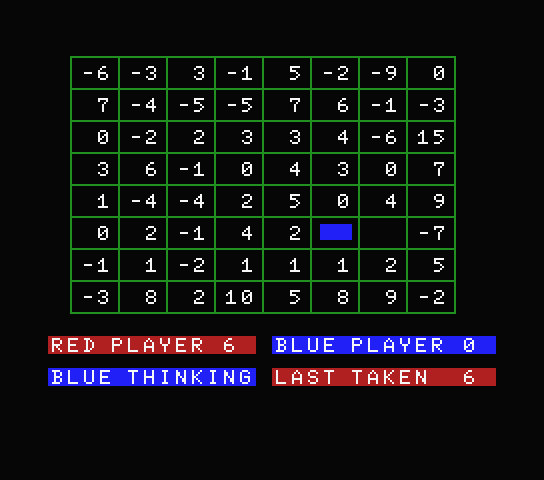 -6 -3 3 -1 5 -2 -9 0
7 -4 -5 -5 7 6 -1 -3
0 -2 2 3 3 4 -6 15
3 6 -1 0 4 3 0 7
1 -4 -4 2 5 0 4 9
0 2 -1 4 2 -7
-1 1 -2 1 1 1 2 5
-3 8 2 10 5 8 9 -2
RED PLAYER 6 BLUE PLAYER 0
BLUE THINKING LAST TAKEN 6